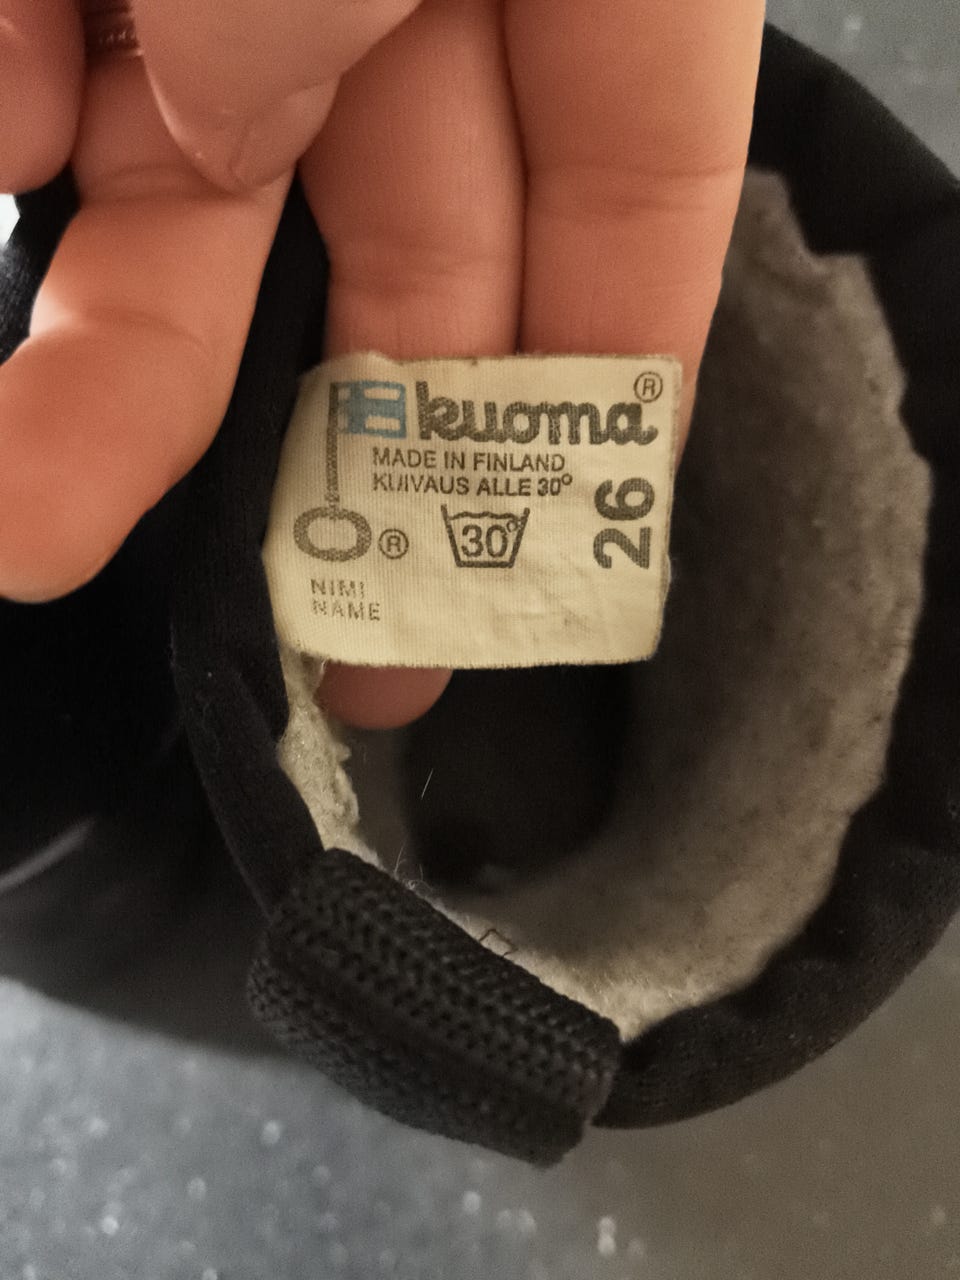 kuoma®
MADE IN FINLAND
KUIVAUS ALLE 30°
26
®
30°
NIMI
NAME